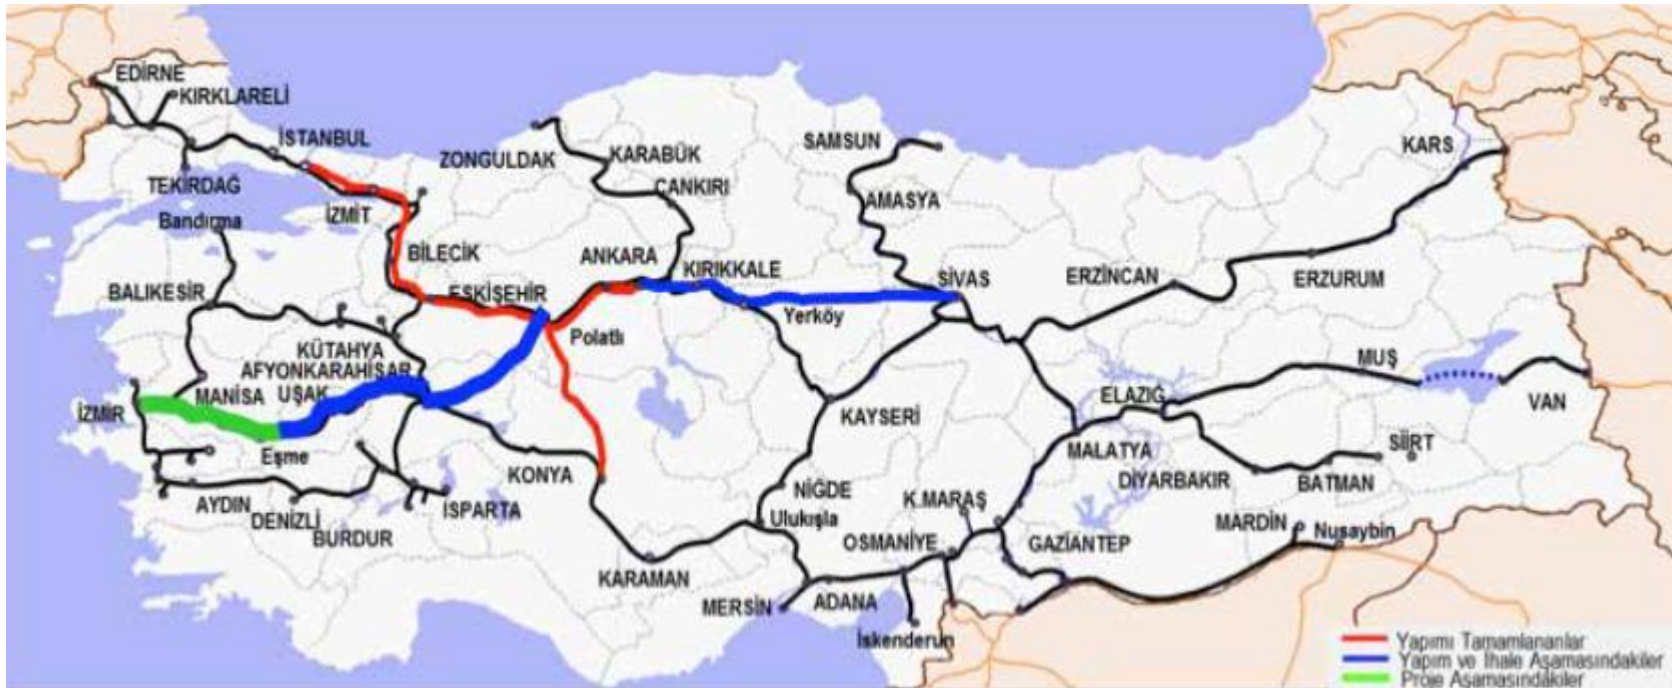 EDİRNE
KIRKLARELİ
İSTANBUL
TEKİRDAĞ
İZMİT
Bandırma
ZONGULDAK
KARABÜK
ÇANKIRI
SAMSUN
AMASYA
KARS
BİLECİK
ANKARA
KIRIKKALE
SİVAS
ERZİNCAN
ERZURUM
BALIKESİR
ESKİŞEHİR
Polatlı
Yerköy
KÜTAHYA
AFYONKARAHİSAR
MANİSA
UŞAK
İZMİR
Eşme
KAYSERİ
ELAZIĞ
MUŞ
VAN
MALATYA
SİİRT
DİYARBAKIR
BATMAN
KONYA
NİĞDE
K.MARAŞ
AYDIN
DENİZLİ
BURDUR
İSPARTA
Ulukışla
OSMANİYE
GAZİANTEP
MARDİN
Nusaybin
KARAMAN
MERSİN
ADANA
İskenderun
Yapımı Tamamlananlar
Yapım ve İhale Aşamasındakiler
Proje Aşamasındakiler